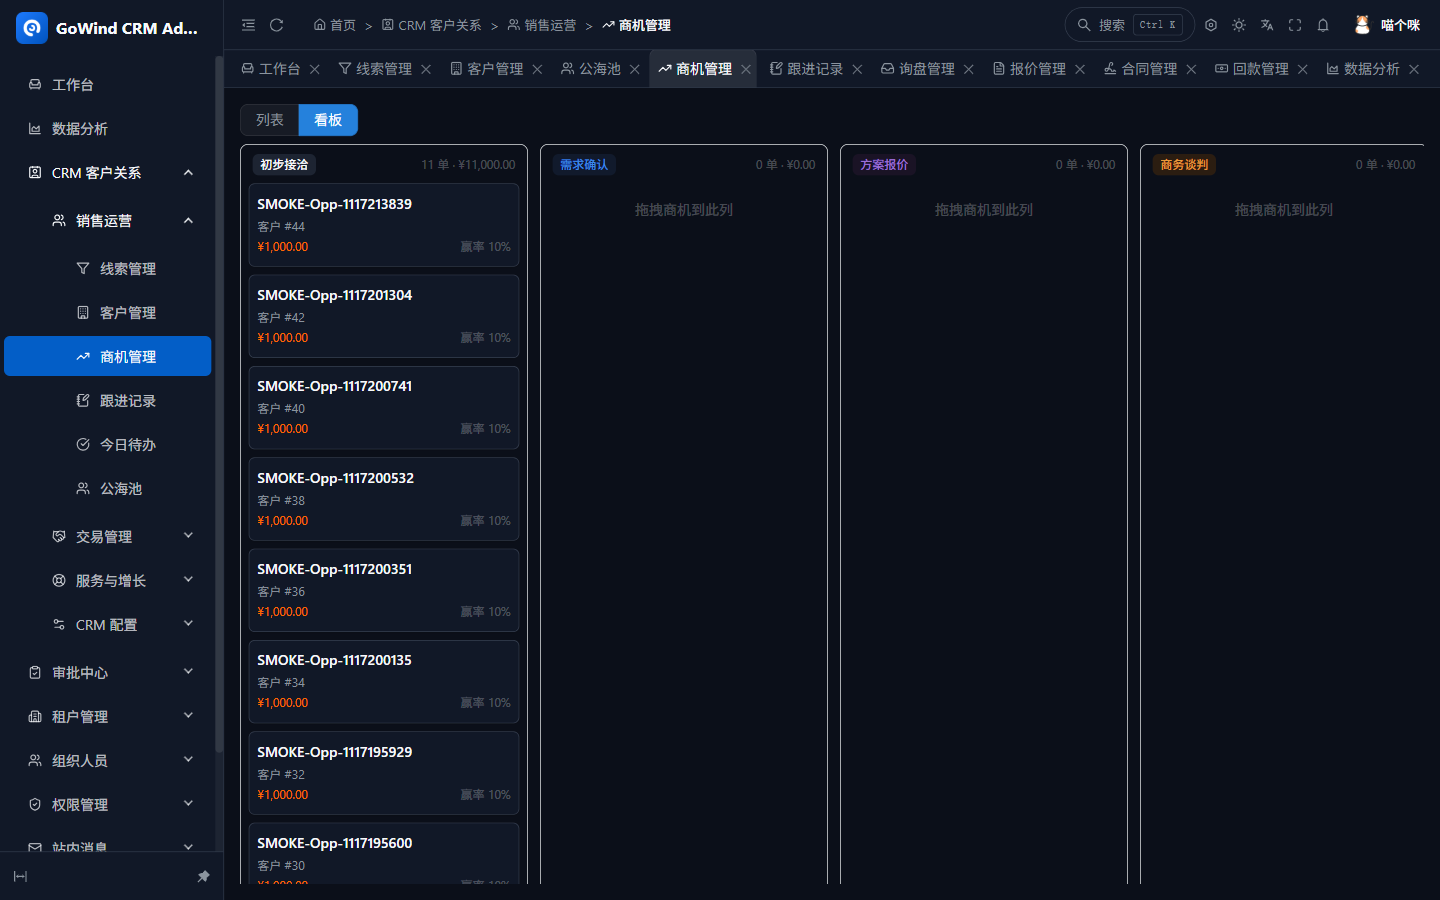 GoWind CRM Ad...
首页 > CRM 客户关系 > 销售运营 > 商机管理
搜索 Ctrl K
喵个咪
工作台
线索管理
客户管理
公海池
商机管理
跟进记录
询盘管理
报价管理
合同管理
回款管理
数据分析
工作台
数据分析
CRM 客户关系
销售运营
线索管理
客户管理
商机管理
跟进记录
今日待办
公海池
交易管理
服务与增长
CRM 配置
审批中心
租户管理
组织人员
权限管理
站内消息
列表 看板
初步接洽 11 单 · ¥11,000.00
SMOKE-Opp-1117213839
客户 #44
¥1,000.00 赢率 10%
SMOKE-Opp-1117201304
客户 #42
¥1,000.00 赢率 10%
SMOKE-Opp-1117200741
客户 #40
¥1,000.00 赢率 10%
SMOKE-Opp-1117200532
客户 #38
¥1,000.00 赢率 10%
SMOKE-Opp-1117200351
客户 #36
¥1,000.00 赢率 10%
SMOKE-Opp-1117200135
客户 #34
¥1,000.00 赢率 10%
SMOKE-Opp-1117195929
客户 #32
¥1,000.00 赢率 10%
SMOKE-Opp-1117195600
客户 #30
¥1,000.00 赢率 10%
需求确认 0 单 · ¥0.00
拖拽商机到此列
方案报价 0 单 · ¥0.00
拖拽商机到此列
商务谈判 0 单 · ¥0.00
拖拽商机到此列